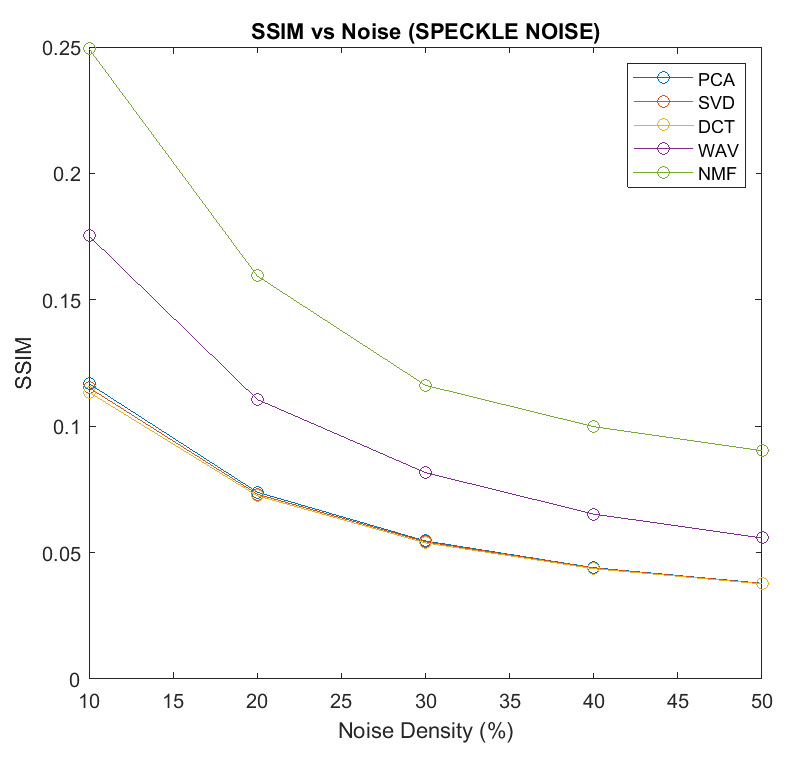 SSIM vs Noise (SPECKLE NOISE)
0.25
0.2
0.15
0.1
0.05
0
SSIM
PCA
SVD
DCT
WAV
NMF
10 15 20 25 30 35 40 45 50
Noise Density (%)